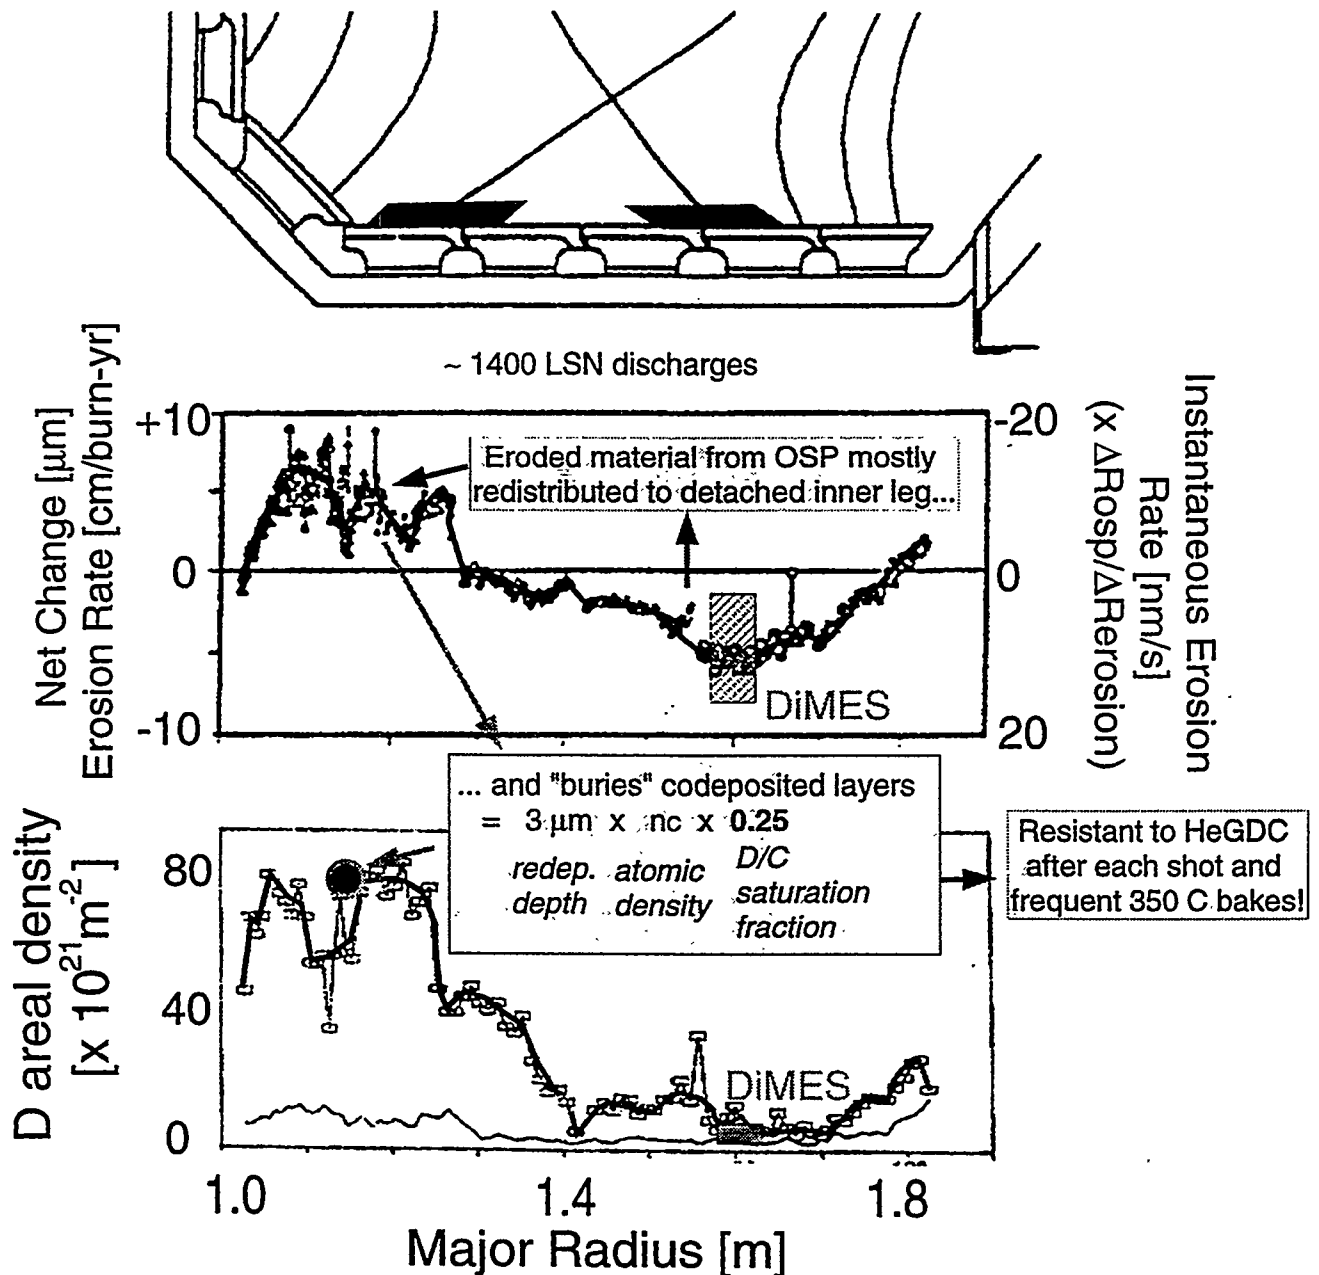 ~ 1400 LSN discharges
Net Change [µm]
Erosion Rate [cm/burn-yr]
+10
0
-10
Eroded material from OSP mostly
redistributed to detached inner leg...
DiMES
-20
0
20
Instantaneous Erosion
Rate [nm/s]
(x ΔRosp/ΔRerosion)
... and "buries" codeposited layers
= 3 µm x nc x 0.25
redep. depth
atomic density
D/C saturation fraction
Resistant to HeGDC
after each shot and
frequent 350 C bakes!
D areal density
[x 10²¹ m⁻²]
80
40
0
DiMES
1.0
1.4
1.8
Major Radius [m]